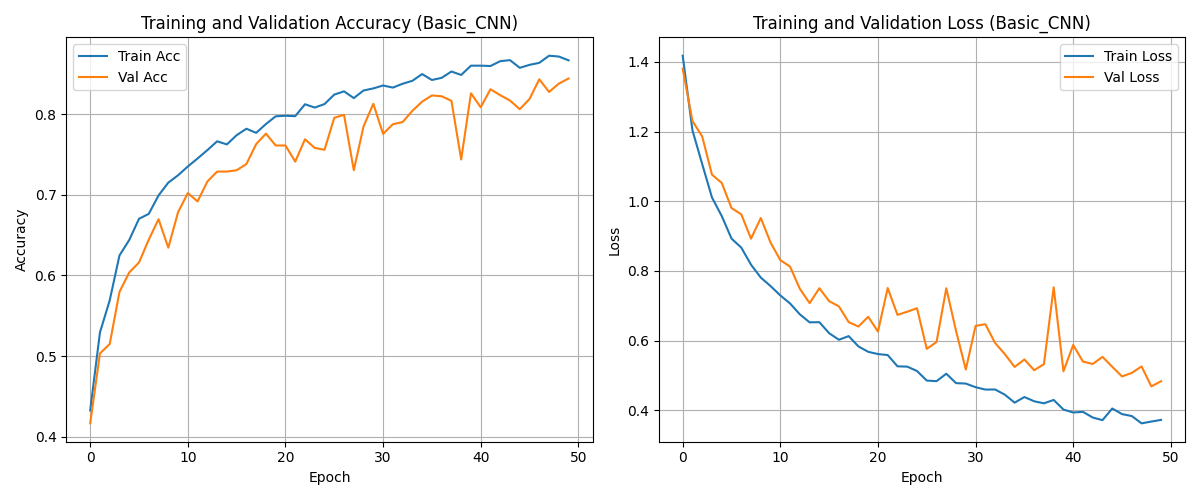 Training and Validation Accuracy (Basic_CNN)
Train Acc
Val Acc
Accuracy
0.8
0.7
0.6
0.5
0.4
0 10 20 30 40 50
Epoch
Training and Validation Loss (Basic_CNN)
Train Loss
Val Loss
Loss
1.4
1.2
1.0
0.8
0.6
0.4
0 10 20 30 40 50
Epoch